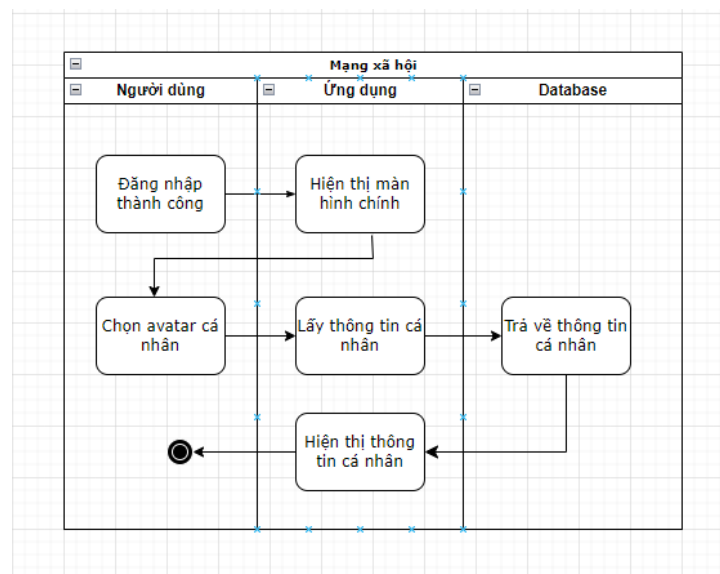 Mạng xã hội
Người dùng
Ứng dụng
Database
Đăng nhập
thành công
Hiện thị màn
hình chính
Chọn avatar cá
nhân
Lấy thông tin cá
nhân
Trả về thông tin
cá nhân
Hiện thị thông
tin cá nhân